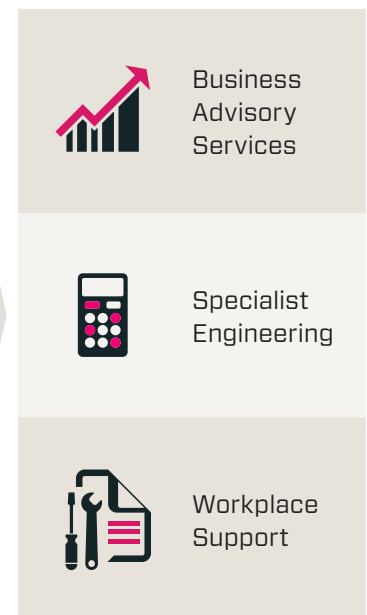 Business
Advisory
Services
Specialist
Engineering
Workplace
Support